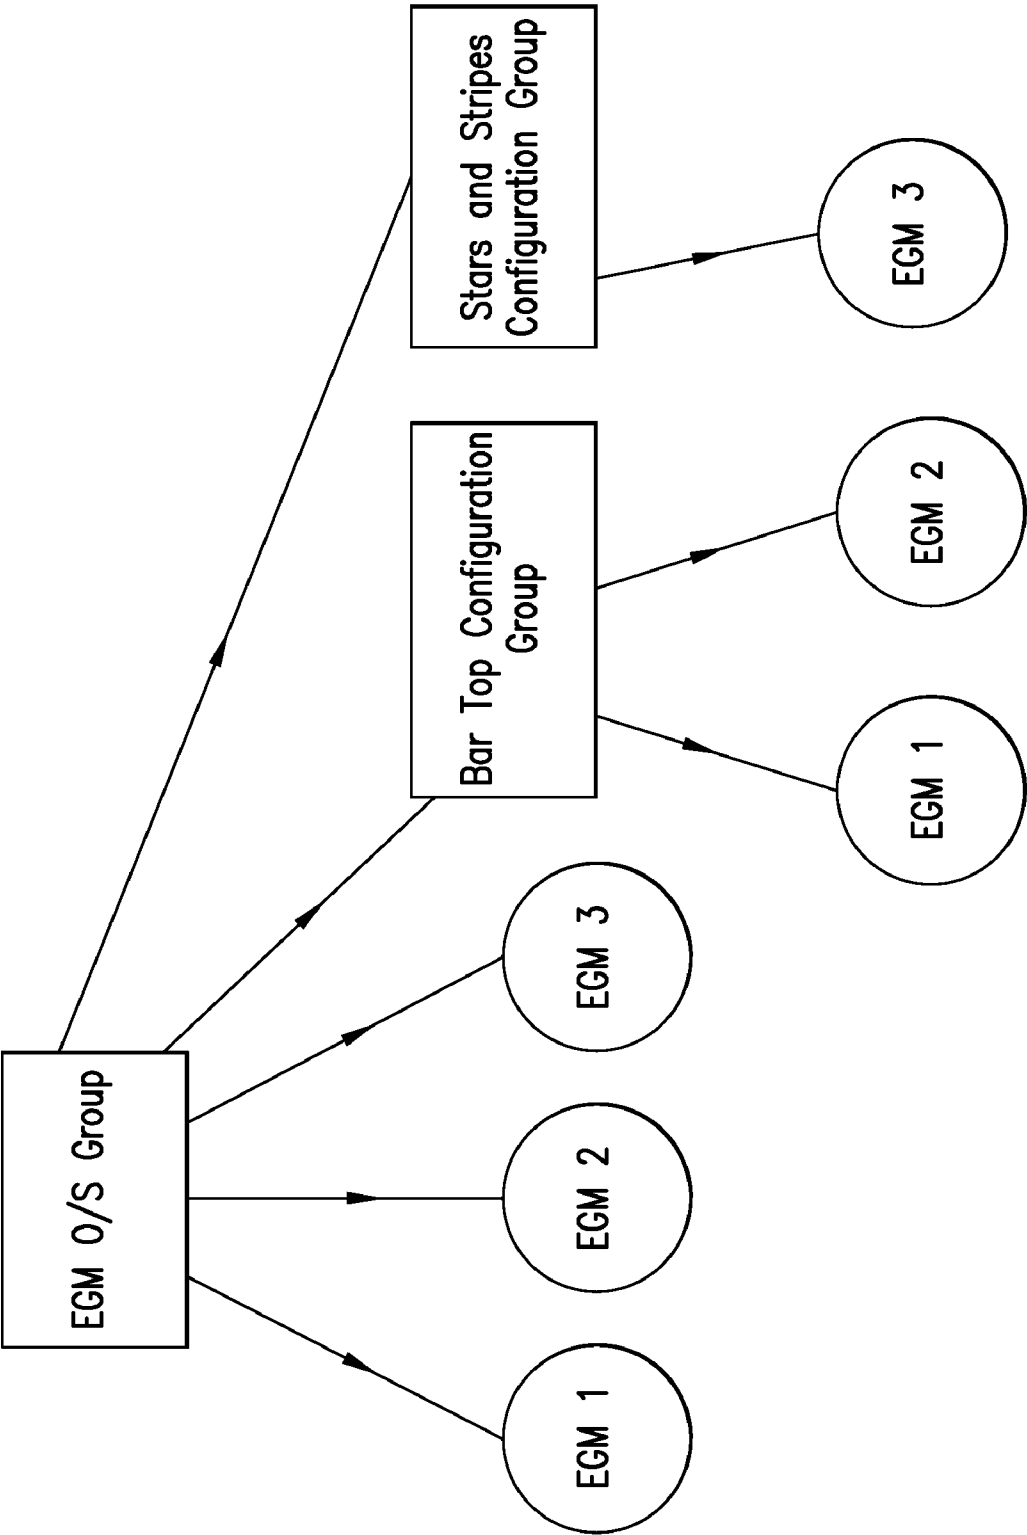 EGM O/S Group
EGM 1
EGM 2
EGM 3
Bar Top Configuration
Group
Stars and Stripes
Configuration Group
EGM 1
EGM 2
EGM 3